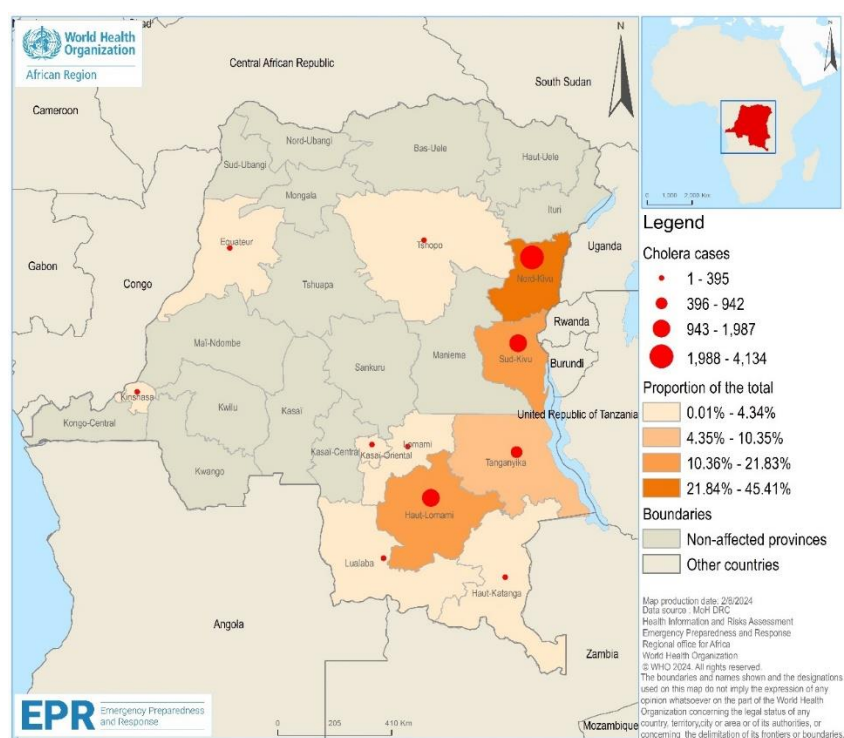 World Health
Organization
African Region
Central African Republic
South Sudan
Cameroon
N
Nord-Ubangi
Bas-Uele
Sud-Ubangi
Haut-Uele
Mongala
Ituri
Equateur
Tshopo
Uganda
Gabon
Congo
Tshuapa
Nord-Kivu
Rwanda
Maï-Ndombe
Maniema
Sud-Kivu
Burundi
Sankuru
Kinshasa
Kwilu
Kasaï
Kongo-Central
United Republic of Tanzania
Kasaï-Central
Lomami
Kasaï-Oriental
Tanganyika
Kwango
Haut-Lomami
Lualaba
Haut-Katanga
Angola
Zambia
Mozambique
EPR
Emergency Preparedness
and Response
0 205 410 Km
N
0 1,000 2,000 Km
Legend
Cholera cases
1 - 395
396 - 942
943 - 1,987
1,988 - 4,134
Proportion of the total
0.01% - 4.34%
4.35% - 10.35%
10.36% - 21.83%
21.84% - 45.41%
Boundaries
Non-affected provinces
Other countries
Map production date: 2/8/2024
Data source : MoH DRC
Health Information and Risks Assessment
Emergency Preparedness and Response
Regional office for Africa
World Health Organization
© WHO 2024. All rights reserved.
The boundaries and names shown and the designations
used on this map do not imply the expression of any
opinion whatsoever on the part of the World Health
Organization concerning the legal status of any
country, territory,city or area or of its authorities, or
concerning the delimitation of its frontiers or boundaries.